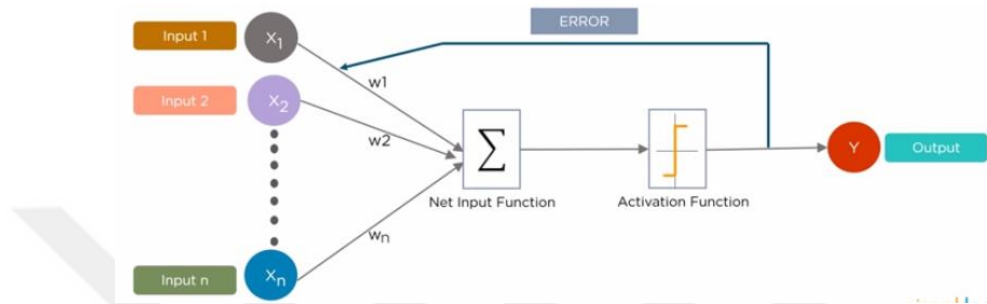 ERROR
Input 1
X1
w1
Input 2
X2
w2
Σ
Y
Output
Net Input Function
Activation Function
wn
Input n
Xn